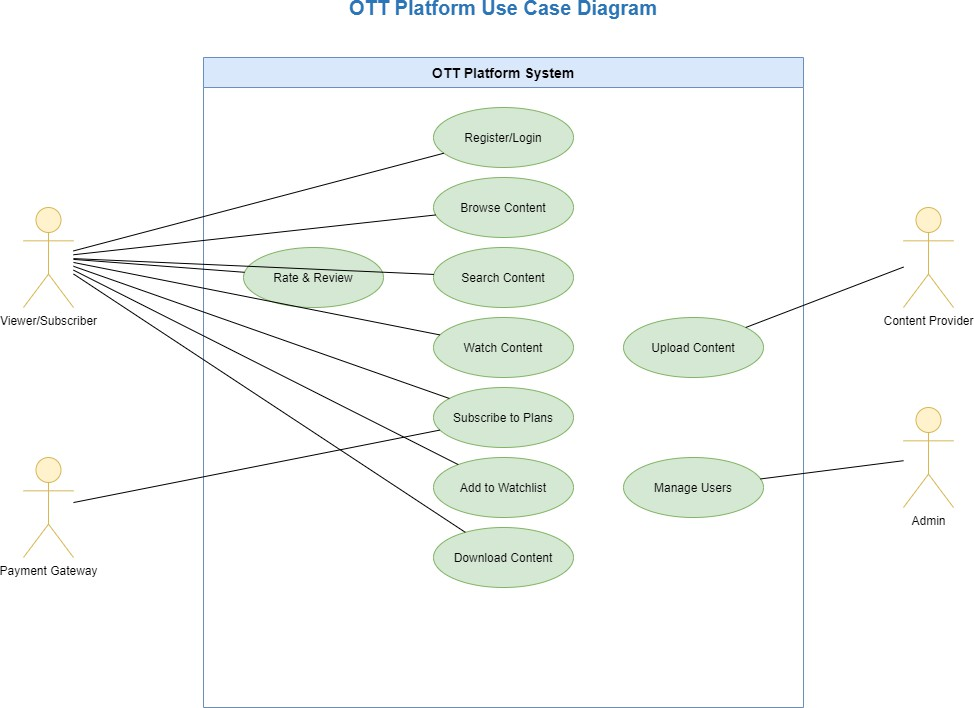 OTT Platform Use Case Diagram
OTT Platform System
Register/Login
Browse Content
Rate & Review
Search Content
Viewer/Subscriber
Content Provider
Watch Content
Upload Content
Subscribe to Plans
Add to Watchlist
Manage Users
Admin
Download Content
Payment Gateway